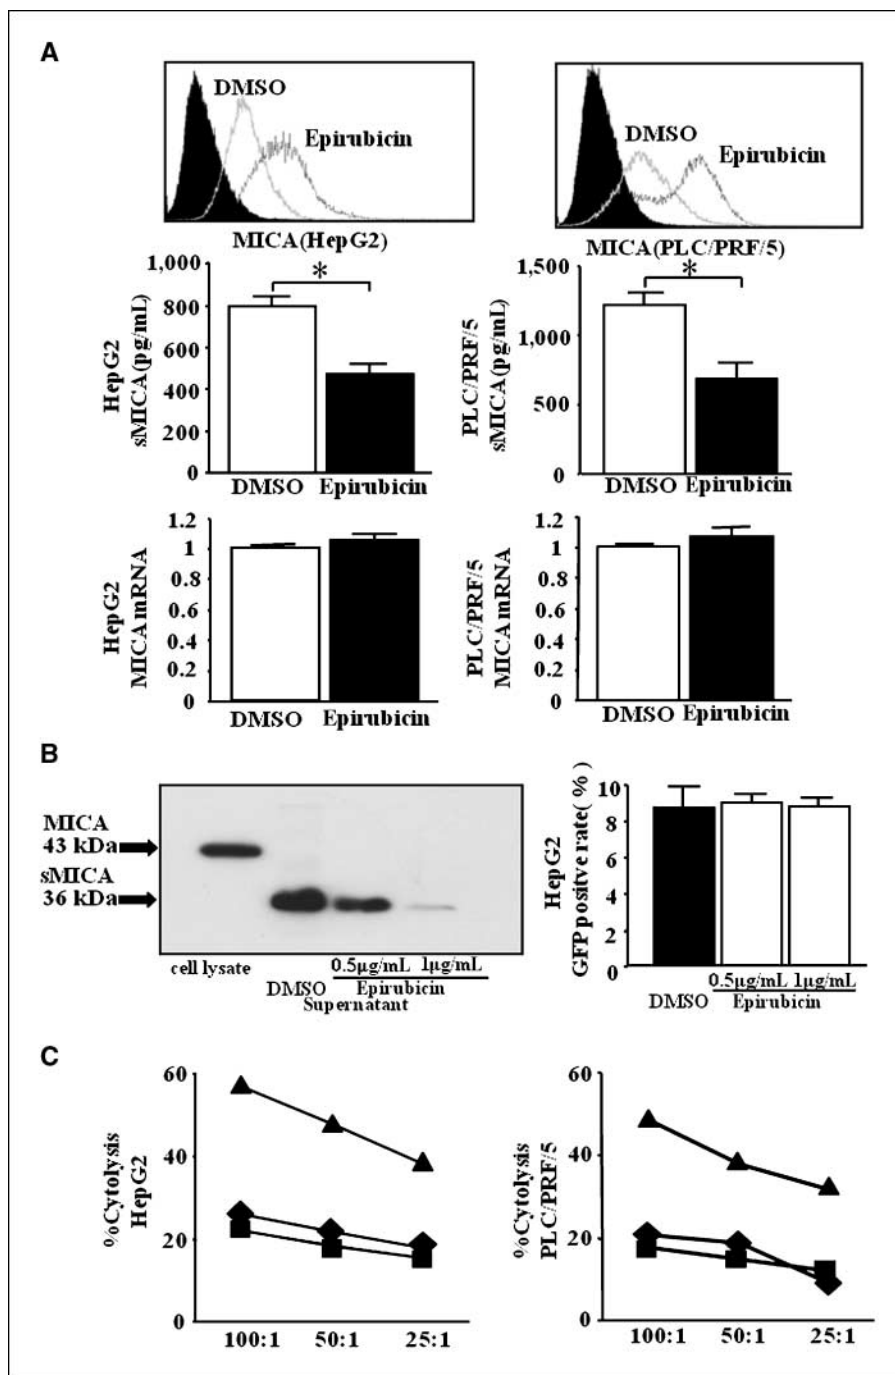 A
DMSO
Epirubicin
MICA(HepG2)
DMSO
Epirubicin
MICA(PLC/PRF/5)
HepG2
sMICA(pg/mL)
1,000
800
600
400
200
0
*
DMSO Epirubicin
PLC/PRF/5
sMICA(pg/mL)
1,500
1,000
500
0
*
DMSO Epirubicin
HepG2
MICAmRNA
1.2
1
0.8
0.6
0.4
0.2
0
DMSO Epirubicin
PLC/PRF/5
MICAmRNA
1.2
1
0.8
0.6
0.4
0.2
0
DMSO Epirubicin
B
MICA
43 kDa
sMICA
36 kDa
cell lysate
0.5µg/mL 1µg/mL
DMSO Epirubicin
Supernatant
HepG2
GFP positve rate( % )
10
8
6
4
2
0
0.5µg/mL 1µg/mL
DMSO Epirubicin
C
%Cytolysis
HepG2
60
40
20
0
100:1 50:1 25:1
%Cytolysis
PLC/PRF/5
60
40
20
0
100:1 50:1 25:1